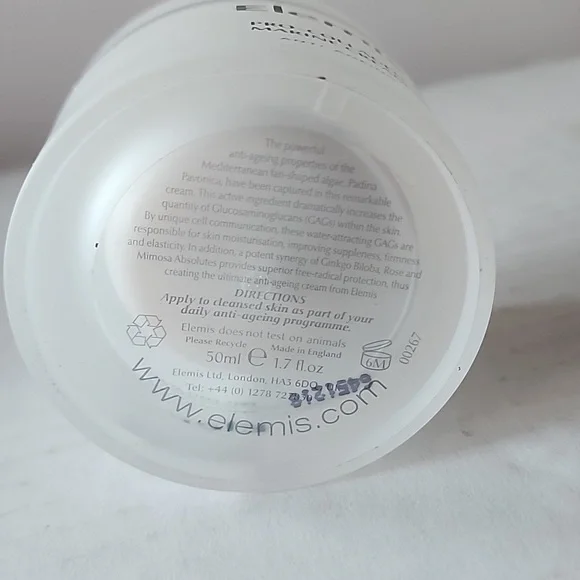 Elemis
PRO-COLLAGEN
MARINE
ANTI
The powerful
anti-ageing properties of the
Mediterranean fan-shaped algae, Padina
Pavonica, have been captured in this remarkable
cream. This active ingredient dramatically increases the
quantity of Glucosaminoglucans (GAGs) within the skin.
By unique cell communication, these water-attracting GAGs are
responsible for skin moisturisation, improving suppleness, firmness
and elasticity. In addition, a potent synergy of Ginkgo Biloba, Rose and
Mimosa Absolutes provides superior free-radical protection, thus
creating the ultimate anti-ageing cream from Elemis
DIRECTIONS
Apply to cleansed skin as part of your
daily anti-ageing programme.
Elemis does not test on animals
Please Recycle Made in England
50ml e 1.7 fl.oz
6M
00267
Elemis Ltd, London, HA3 6DQ
Tel: +44 (0) 1278 727
www.elemis.com